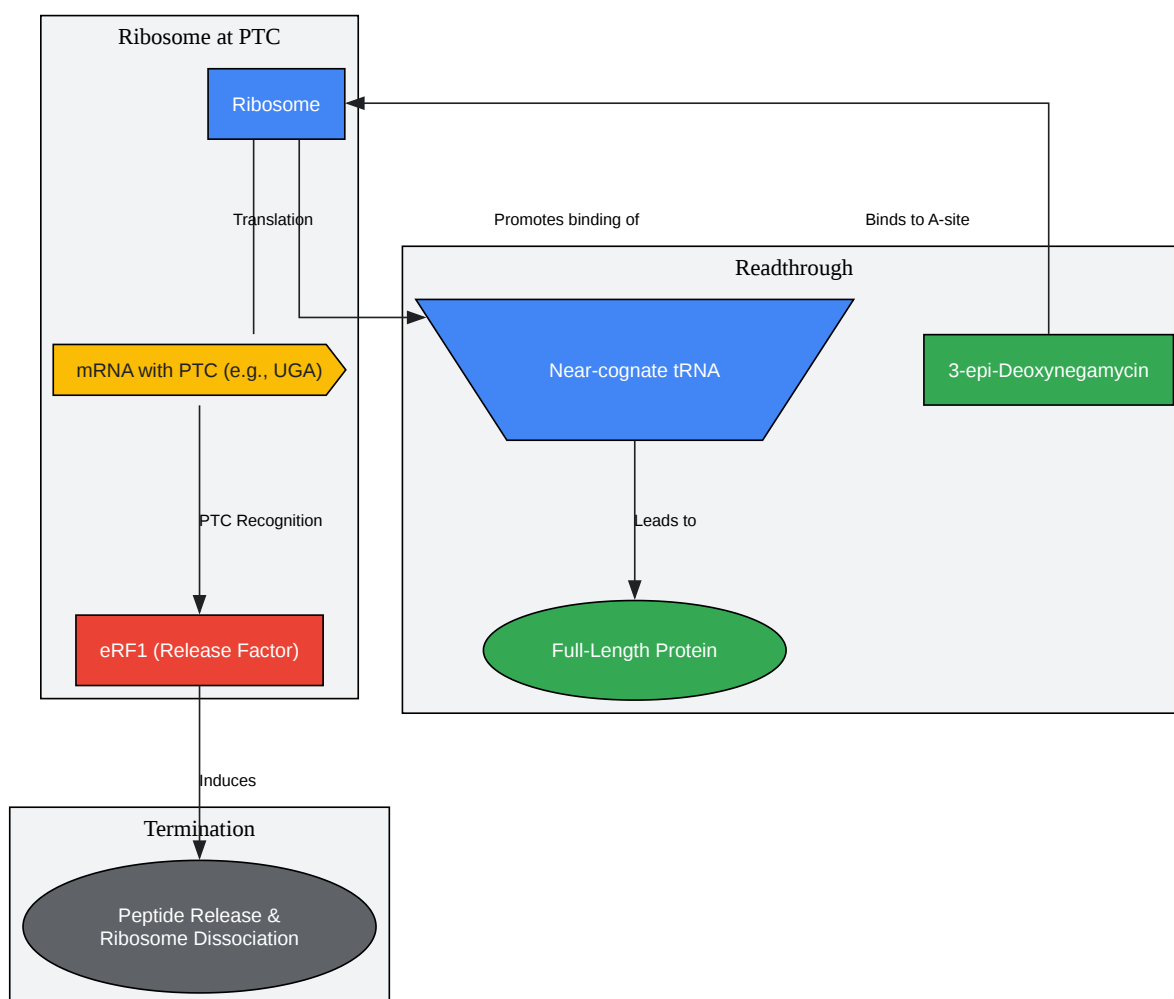 Ribosome at PTC
Ribosome
Translation
Promotes binding of
Binds to A-site
Readthrough
mRNA with PTC (e.g., UGA)
Near-cognate tRNA
3-epi-Deoxynegamycin
PTC Recognition
Leads to
eRF1 (Release Factor)
Full-Length Protein
Induces
Termination
Peptide Release &
Ribosome Dissociation